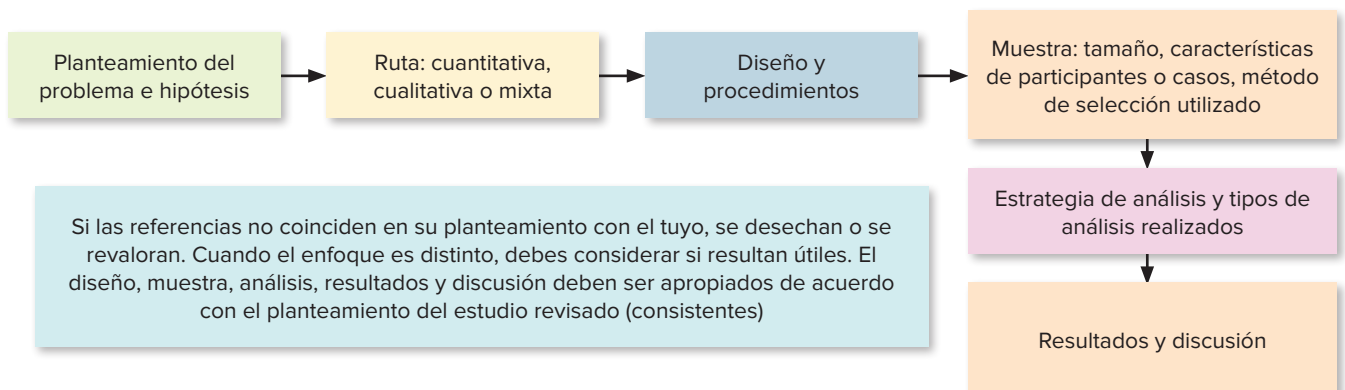 Planteamiento del
problema e hipótesis
Ruta: cuantitativa,
cualitativa o mixta
Diseño y
procedimientos
Muestra: tamaño, características
de participantes o casos, método
de selección utilizado
Estrategia de análisis y tipos de
análisis realizados
Resultados y discusión
Si las referencias no coinciden en su planteamiento con el tuyo, se desechan o se
revaloran. Cuando el enfoque es distinto, debes considerar si resultan útiles. El
diseño, muestra, análisis, resultados y discusión deben ser apropiados de acuerdo
con el planteamiento del estudio revisado (consistentes)